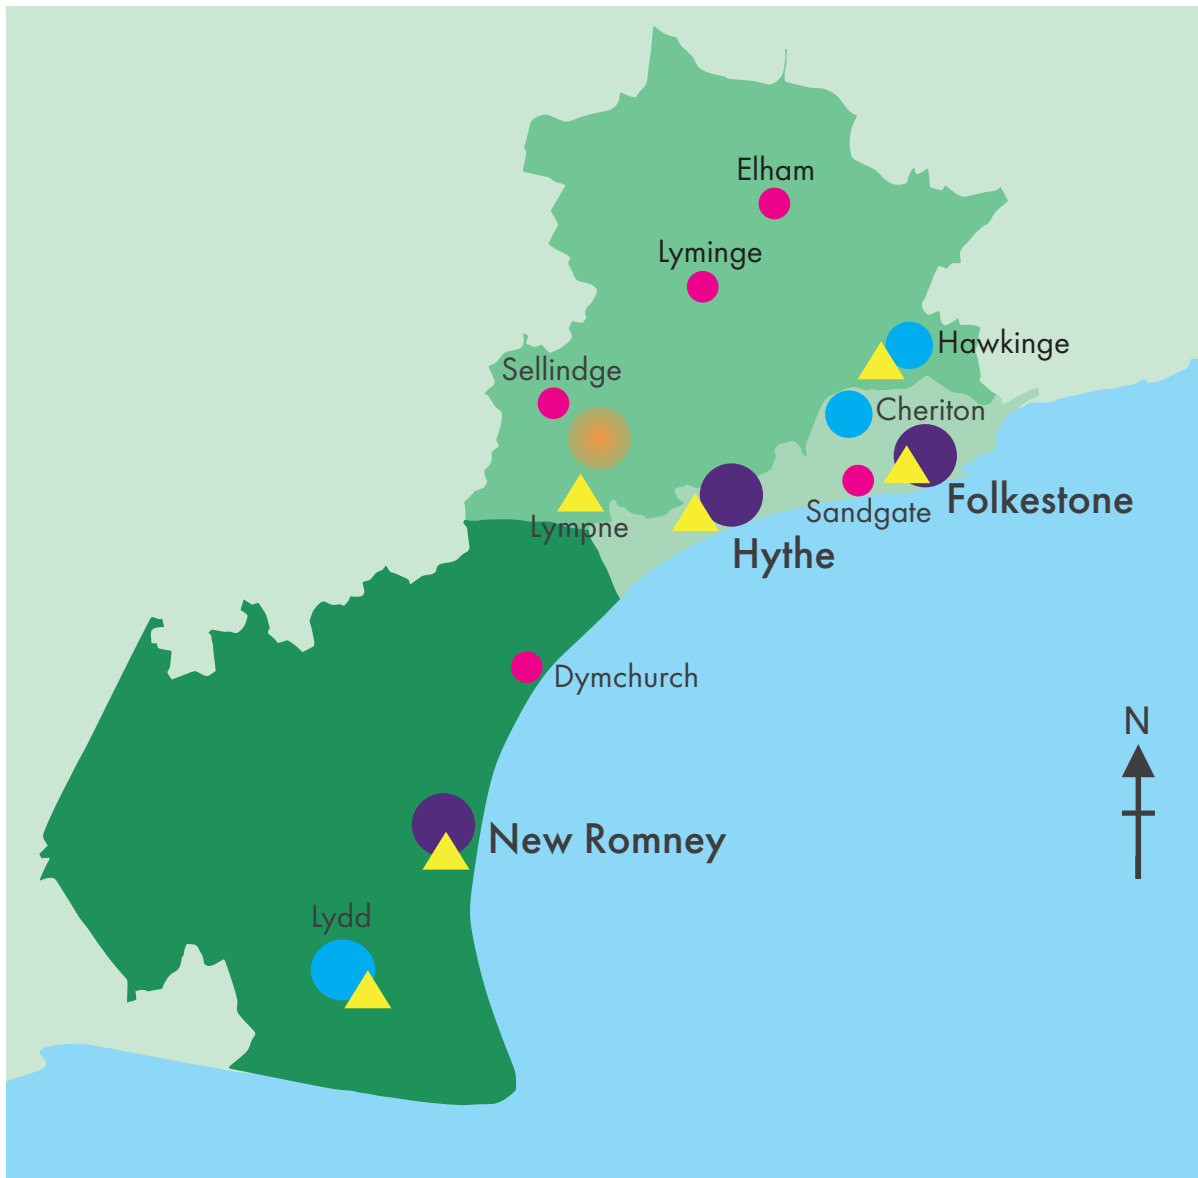 Elham
Lyminge
Hawkinge
Sellindge
Cheriton
Folkestone
Sandgate
Lympne
Hythe
Dymchurch
N
New Romney
Lydd